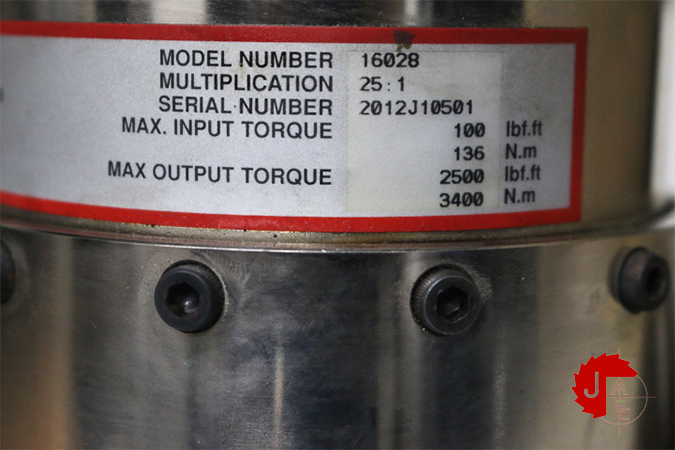 MODEL NUMBER 16028
MULTIPLICATION 25:1
SERIAL NUMBER 2012J10501
MAX. INPUT TORQUE 100 lbf.ft
136 N.m
MAX OUTPUT TORQUE 2500 lbf.ft
3400 N.m
J